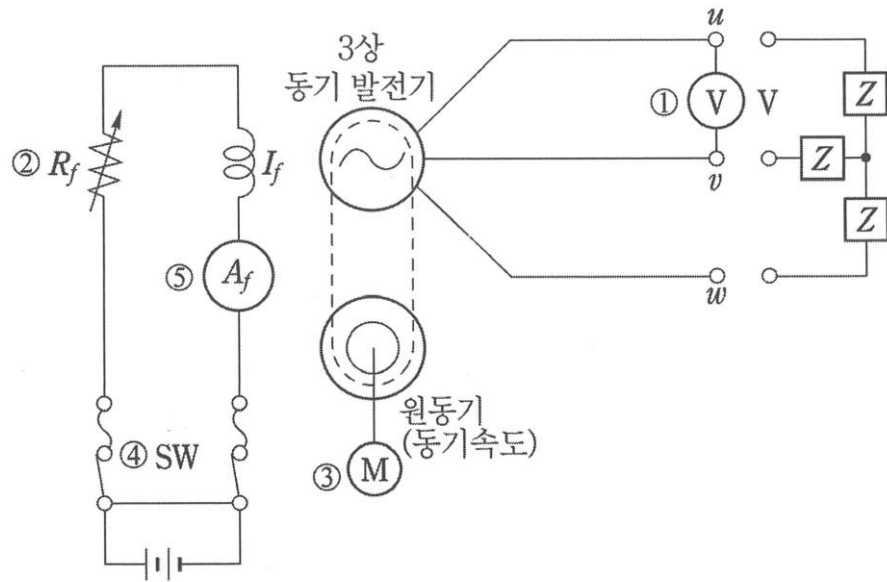 u
3상
동기 발전기
① V V
Z
② R_f
I_f
Z
v
Z
⑤ A_f
w
원동기
(동기속도)
④ SW
③ M